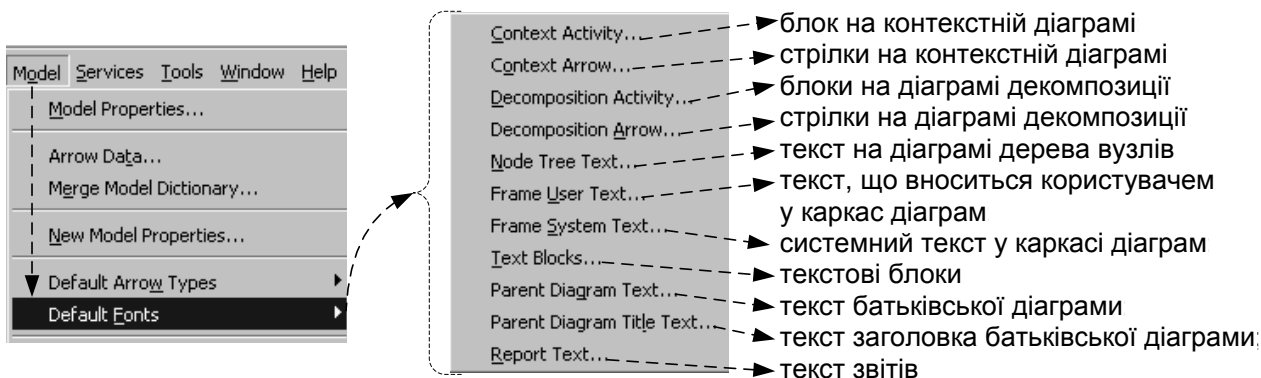 Model Services Tools Window Help
Model Properties...
Arrow Data...
Merge Model Dictionary...
New Model Properties...
Default Arrow Types
Default Fonts
Context Activity...
Context Arrow...
Decomposition Activity...
Decomposition Arrow...
Node Tree Text...
Frame User Text...
Frame System Text...
Text Blocks...
Parent Diagram Text...
Parent Diagram Title Text...
Report Text...
блок на контекстній діаграмі
стрілки на контекстній діаграмі
блоки на діаграмі декомпозиції
стрілки на діаграмі декомпозиції
текст на діаграмі дерева вузлів
текст, що вноситься користувачем
у каркас діаграм
системний текст у каркасі діаграм
текстові блоки
текст батьківської діаграми
текст заголовка батьківської діаграми;
текст звітів